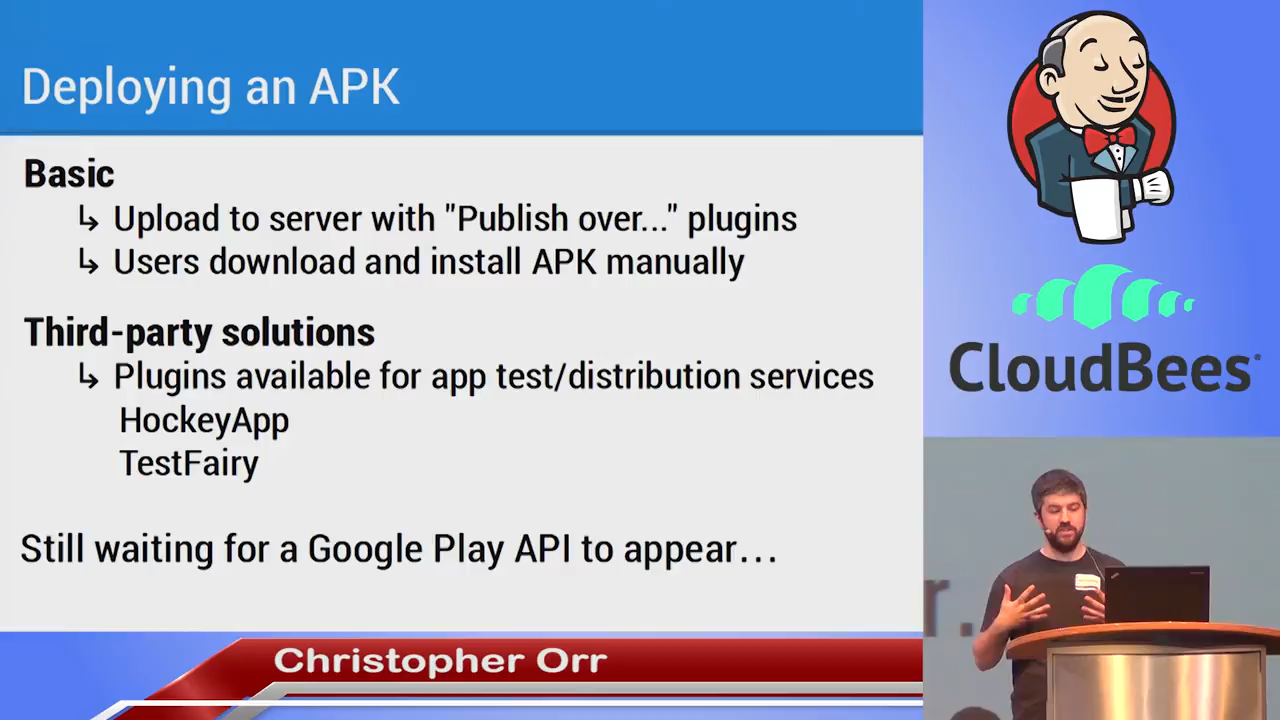 Deploying an APK
Basic
↳ Upload to server with "Publish over..." plugins
↳ Users download and install APK manually
Third-party solutions
↳ Plugins available for app test/distribution services
HockeyApp
TestFairy
Still waiting for a Google Play API to appear…
CloudBees
r.
Christopher Orr